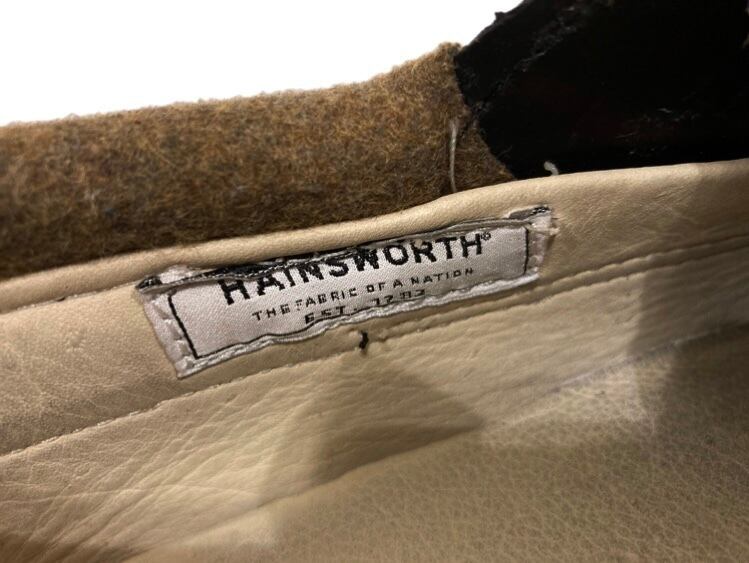 HAINSWORTH®
THE FABRIC OF A NATION
EST. 1783